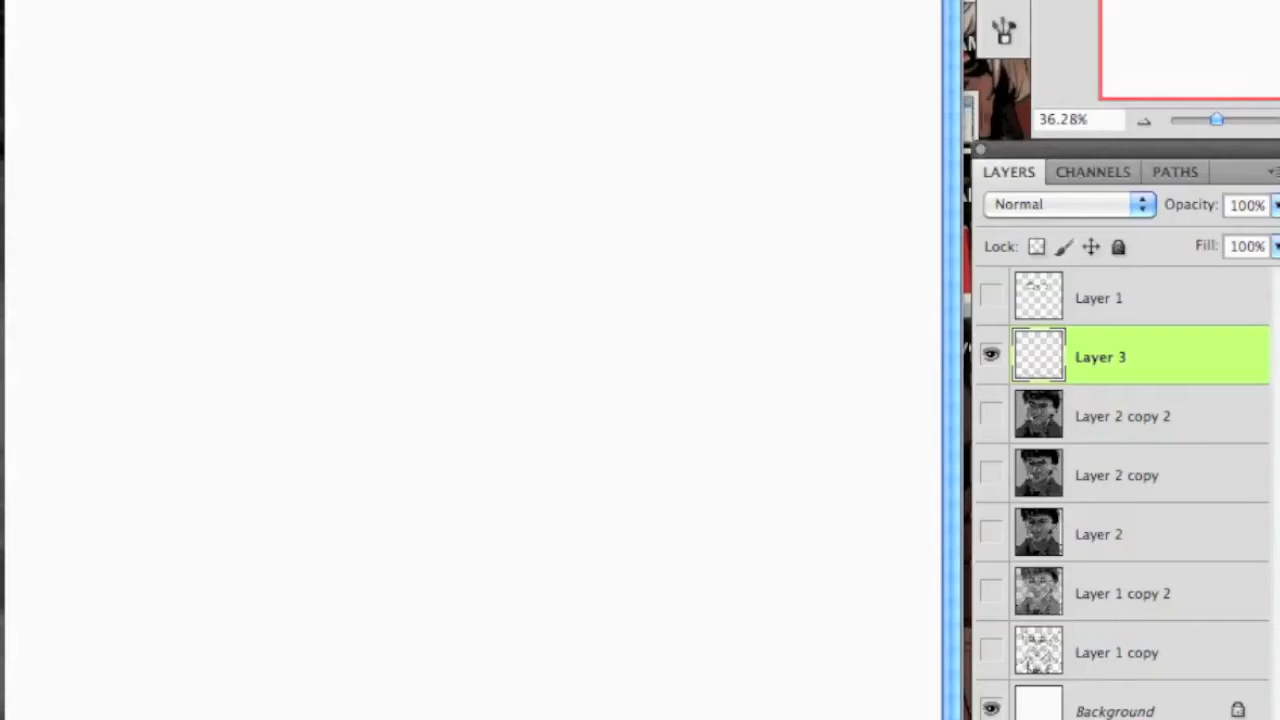 36.28%
LAYERS CHANNELS PATHS
Normal Opacity: 100%
Lock: Fill: 100%
Layer 1
Layer 3
Layer 2 copy 2
Layer 2 copy
Layer 2
Layer 1 copy 2
Layer 1 copy
Background